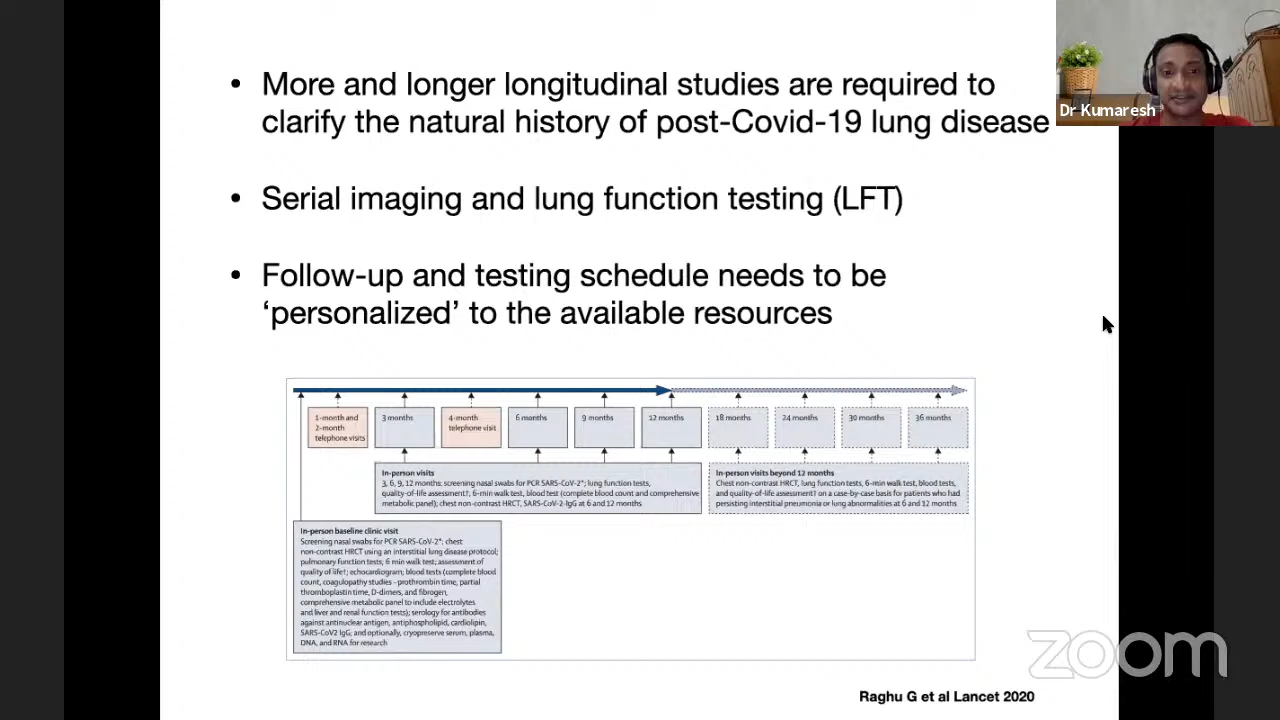 • More and longer longitudinal studies are required to
clarify the natural history of post-Covid-19 lung disease
• Serial imaging and lung function testing (LFT)
• Follow-up and testing schedule needs to be
‘personalized’ to the available resources
Dr Kumaresh
1-month and
2-month
telephone visits
3 months
4-month
telephone visit
6 months
9 months
12 months
18 months
24 months
30 months
36 months
In-person visits
3, 6, 9, 12 months: screening nasal swabs for PCR SARS-CoV-2*; lung function tests,
quality-of-life assessment†, 6-min walk test, blood test (complete blood count and comprehensive
metabolic panel); chest non-contrast HRCT, SARS-CoV-2-IgG at 6 and 12 months
In-person visits beyond 12 months
Chest non-contrast HRCT, lung function tests, 6-min walk test, blood tests,
and quality-of-life assessment† on a case-by-case basis for patients who had
persisting interstitial pneumonia or lung abnormalities at 6 and 12 months
In-person baseline clinic visit
Screening nasal swabs for PCR SARS-CoV-2*; chest
non-contrast HRCT using an interstitial lung disease protocol;
pulmonary function tests; 6 min walk test; assessment of
quality of life†; echocardiogram; blood tests (complete blood
count, coagulopathy studies - prothrombin time, partial
thromboplastin time, D-dimers, and fibrogen,
comprehensive metabolic panel to include electrolytes
and liver and renal function tests); serology for antibodies
against antinuclear antigen, antiphospholipid, cardiolipin,
SARS-CoV2 IgG; and optionally, cryopreserve serum, plasma,
DNA, and RNA for research
zoom
Raghu G et al Lancet 2020